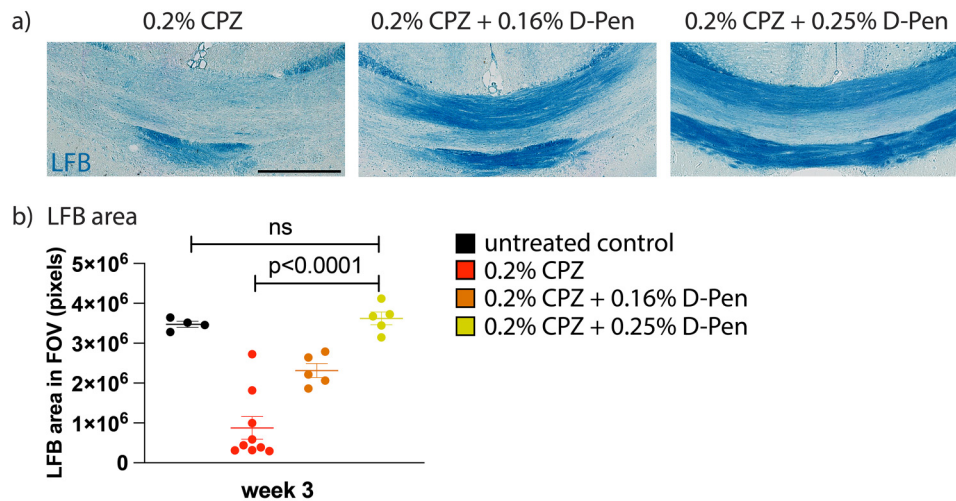 a) 0.2% CPZ 0.2% CPZ + 0.16% D-Pen 0.2% CPZ + 0.25% D-Pen
LFB
b) LFB area
ns
p<0.0001
LFB area in FOV (pixels)
5×10⁶
4×10⁶
3×10⁶
2×10⁶
1×10⁶
0
week 3
untreated control
0.2% CPZ
0.2% CPZ + 0.16% D-Pen
0.2% CPZ + 0.25% D-Pen